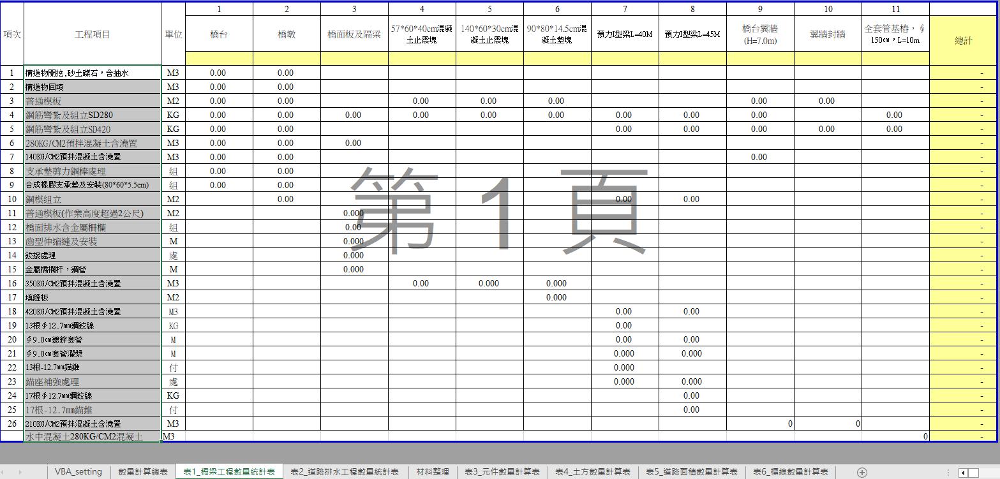 1 2 3 4 5 6 7 8 9 10 11
項次 工程項目 單位 橋台 橋墩 橋面板及隔梁 57*60*40cm混凝土止震塊 140*60*30cm混凝土止震塊 90*80*14.5cm混凝土墊塊 預力I型梁L=40M 預力I型梁L=45M 橋台翼牆(H=7.0m) 翼牆封牆 全套管基樁，∮150㎝，L=10m 總計
1 構造物開挖,砂土礫石，含抽水 M3 0.00 0.00 -
2 構造物回填 M3 0.00 0.00 -
3 普通模板 M2 0.00 0.00 0.00 0.00 0.00 0.00 0.00 -
4 鋼筋彎紮及組立SD280 KG 0.00 0.00 0.00 0.00 0.00 0.00 0.00 0.00 0.00 0.00 -
5 鋼筋彎紮及組立SD420 KG 0.00 0.00 0.00 0.00 0.00 0.00 0.00 -
6 280KG/CM2預拌混凝土含澆置 M3 0.00 0.00 0.00 -
7 140KG/CM2預拌混凝土含澆置 M3 0.00 0.00 0.00 -
8 支承墊剪力鋼棒處理 組 0.00 0.00 -
9 合成橡膠支承墊及安裝(80*60*5.5cm) 組 0.00 0.00 -
10 鋼模組立 M2 0.00 0.00 0.00 -
11 普通模板(作業高度超過2公尺) M2 0.000 -
12 橋面排水含金屬柵欄 組 0.00 -
13 齒型伸縮縫及安裝 M 0.000 -
14 鉸接處理 處 0.000 -
15 金屬橋欄杆，鋼管 M 0.000 -
16 350KG/CM2預拌混凝土含澆置 M3 0.00 0.000 0.000 -
17 填縫板 M2 0.000 -
18 420KG/CM2預拌混凝土含澆置 M3 0.00 0.00 -
19 13根∮12.7㎜鋼鉸線 KG 0.00 -
20 ∮9.0㎝鍍鋅套管 M 0.00 0.00 -
21 ∮9.0㎝套管灌漿 M 0.000 0.000 -
22 13根-12.7㎜錨錐 付 0.000 -
23 錨座補強處理 處 0.000 0.000 -
24 17根∮12.7㎜鋼鉸線 KG 0.00 -
25 17根-12.7㎜錨錐 付 0.00 -
26 210KG/CM2預拌混凝土含澆置 M3 0 0 -
水中混凝土280KG/CM2混凝土 M3 0 -
第 1 頁
VBA_setting 數量計算總表 表1_橋梁工程數量統計表 表2_道路排水工程數量統計表 材料整理 表3_元件數量計算表 表4_土方數量計算表 表5_道路面積數量計算表 表6_標線數量計算表